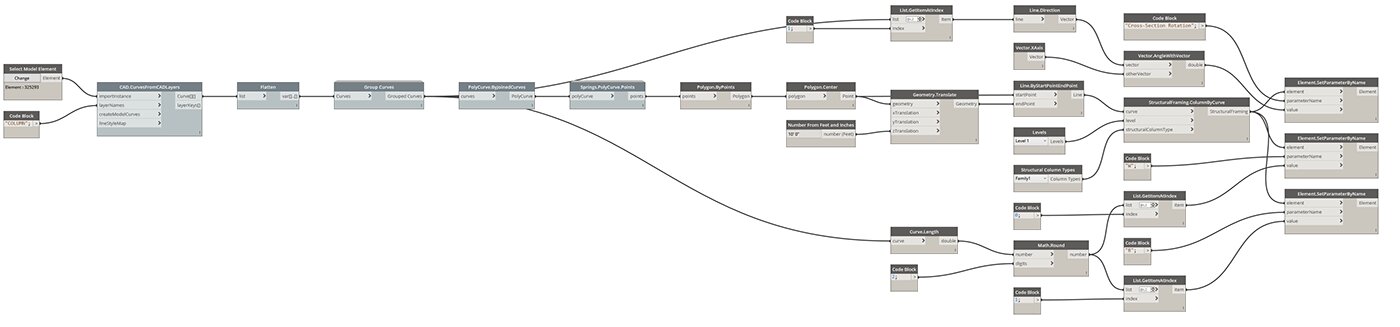 Select Model Element
Change
Element
Element : 325293
Code Block
"COLUMN";
>
CAD.CurvesFromCADLayers
importInstance
>
Curve[][]
layerNames
>
layerKeys[]
createModelCurves
>
lineStyleMap
>
Flatten
list
>
var[]..[]
Group Curves
Curves
>
Grouped Curves
PolyCurve.ByJoinedCurves
curves
>
PolyCurve
Springs.PolyCurve.Points
polyCurve
>
points
Polygon.ByPoints
points
>
Polygon
Polygon.Center
polygon
>
Point
Number From Feet and Inches
10' 0"
number (Feet)
Code Block
>
List.GetItemAtIndex
list
>
item
index
>
Geometry.Translate
geometry
>
Geometry
xTranslation
>
yTranslation
>
zTranslation
>
Curve.Length
curve
>
double
Code Block
>
Line.Direction
line
>
Vector
Vector.XAxis
Vector
Line.ByStartPointEndPoint
startPoint
>
Line
endPoint
>
Levels
Level 1
Levels
Structural Column Types
Family1
Column Types
Code Block
0;
>
Math.Round
number
>
number
digits
>
Code Block
>
Code Block
"Cross-Section Rotation";
>
Vector.AngleWithVector
vector
>
double
otherVector
>
StructuralFraming.ColumnByCurve
curve
>
StructuralFraming
level
>
structuralColumnType
>
Code Block
>
List.GetItemAtIndex
list
>
item
index
>
Code Block
>
List.GetItemAtIndex
list
>
item
index
>
Element.SetParameterByName
element
>
Element
parameterName
>
value
>
Element.SetParameterByName
element
>
Element
parameterName
>
value
>
Element.SetParameterByName
element
>
Element
parameterName
>
value
>